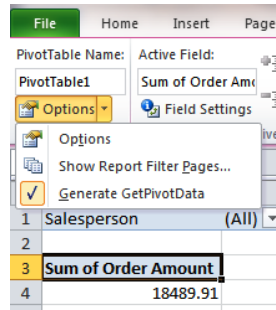 File Home Insert Page
PivotTable Name: Active Field:
PivotTable1 Sum of Order Am
Options Field Settings
Options
Show Report Filter Pages...
Generate GetPivotData
1 Salesperson (All)
2
3 Sum of Order Amount
4 18489.91